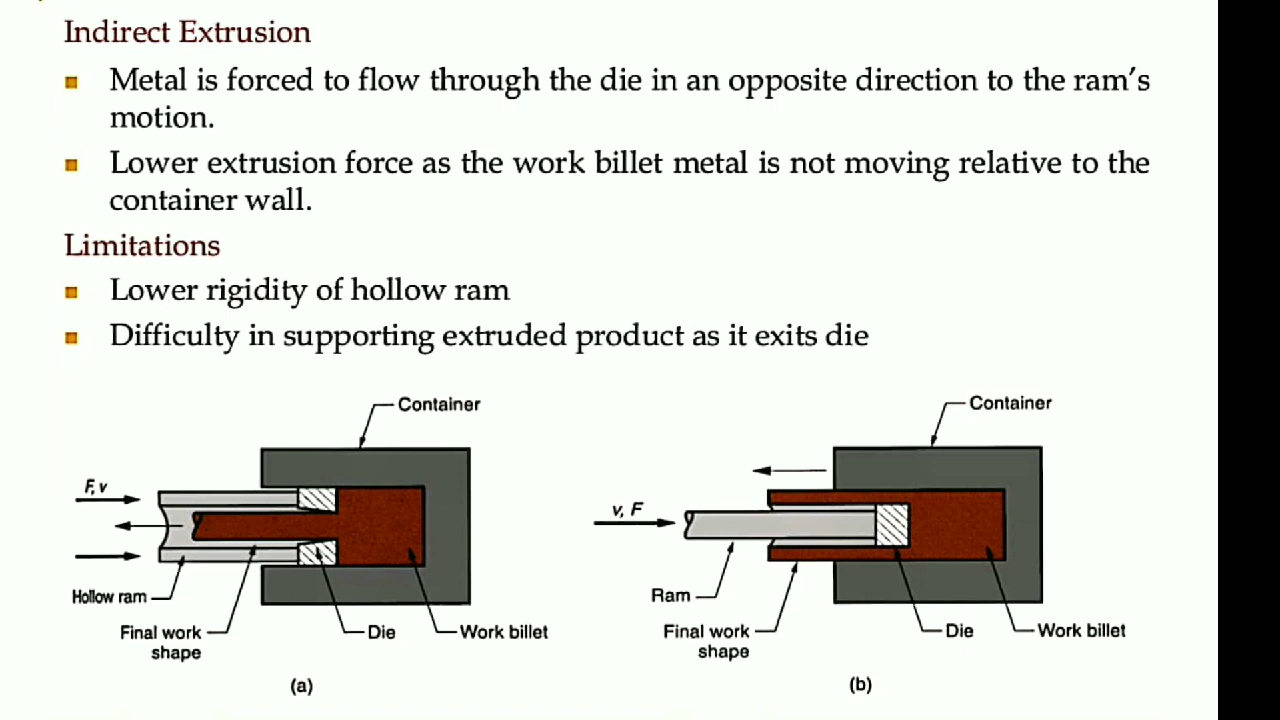 Indirect Extrusion
Metal is forced to flow through the die in an opposite direction to the ram's
motion.
Lower extrusion force as the work billet metal is not moving relative to the
container wall.
Limitations
Lower rigidity of hollow ram
Difficulty in supporting extruded product as it exits die
Container
F, v
Hollow ram
Final work
shape
Die
Work billet
(a)
Container
v, F
Ram
Final work
shape
Die
Work billet
(b)